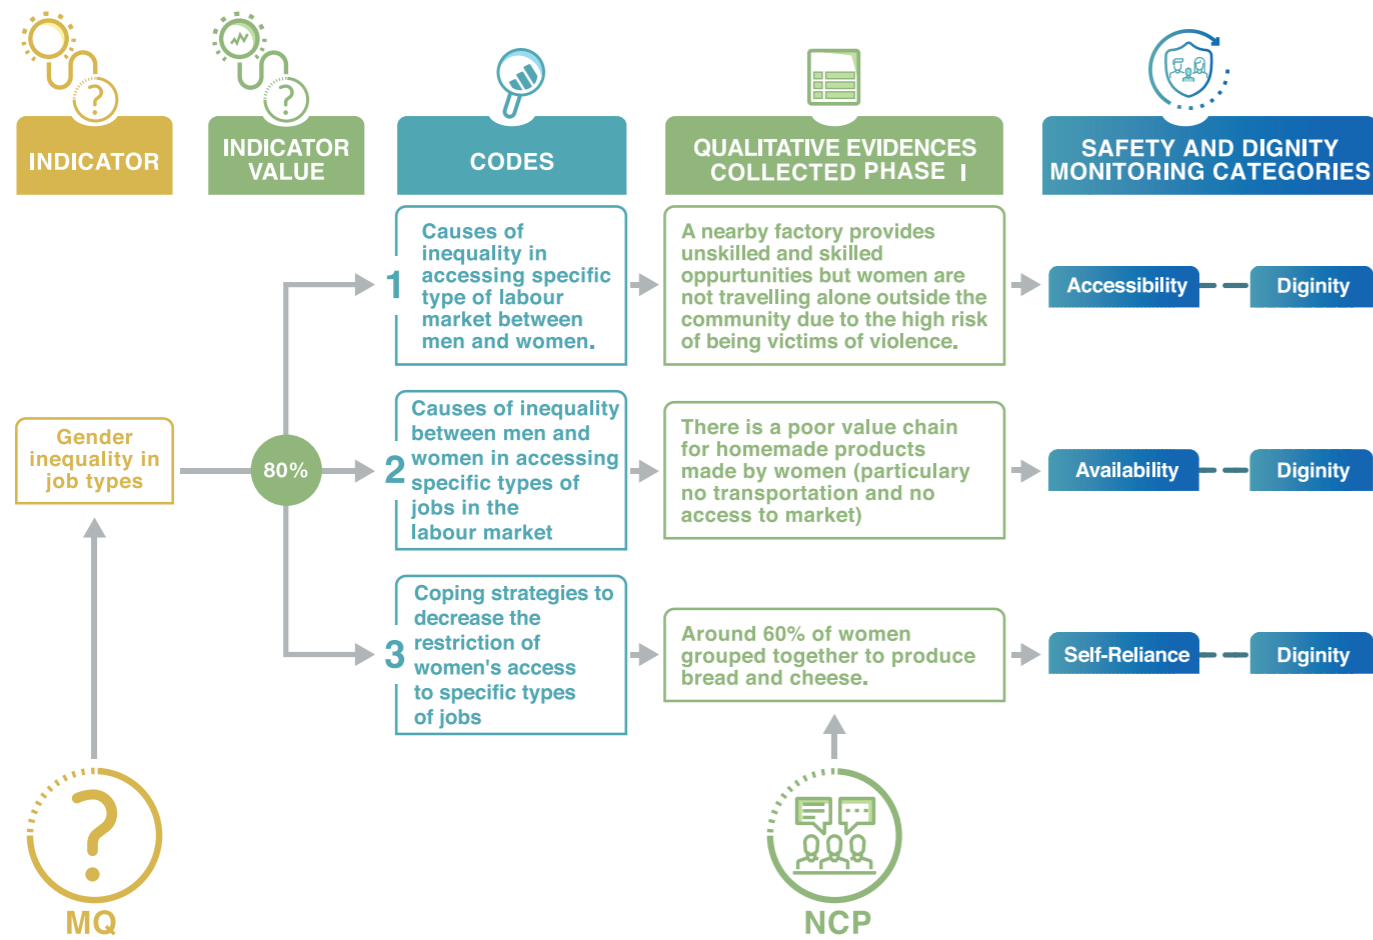 INDICATOR
INDICATOR
VALUE
CODES
QUALITIATIVE EVIDENCES
COLLECTED PHASE I
SAFETY AND DIGNITY
MONITORING CATEGORIES
Gender
inequality in
job types
80%
1
Causes of
inequality in
accessing specific
type of labour
market between
men and women.
A nearby factory provides
unskilled and skilled
oppurtunities but women are
not travelling alone outside the
community due to the high risk
of being victims of violence.
Accessibility
Diginity
2
Causes of inequality
between men and
women in accessing
specific types of
jobs in the
labour market
There is a poor value chain
for homemade products
made by women (particulary
no transportation and no
access to market)
Availability
Diginity
3
Coping strategies to
decrease the
restriction of
women's access
to specific types
of jobs
Around 60% of women
grouped together to produce
bread and cheese.
Self-Reliance
Diginity
MQ
NCP